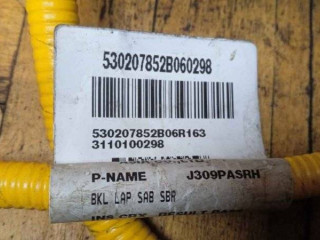 530207852B060298
530207852B06R163
3110100298
P-NAME J309PASRH
BKL LAP SAB SBR